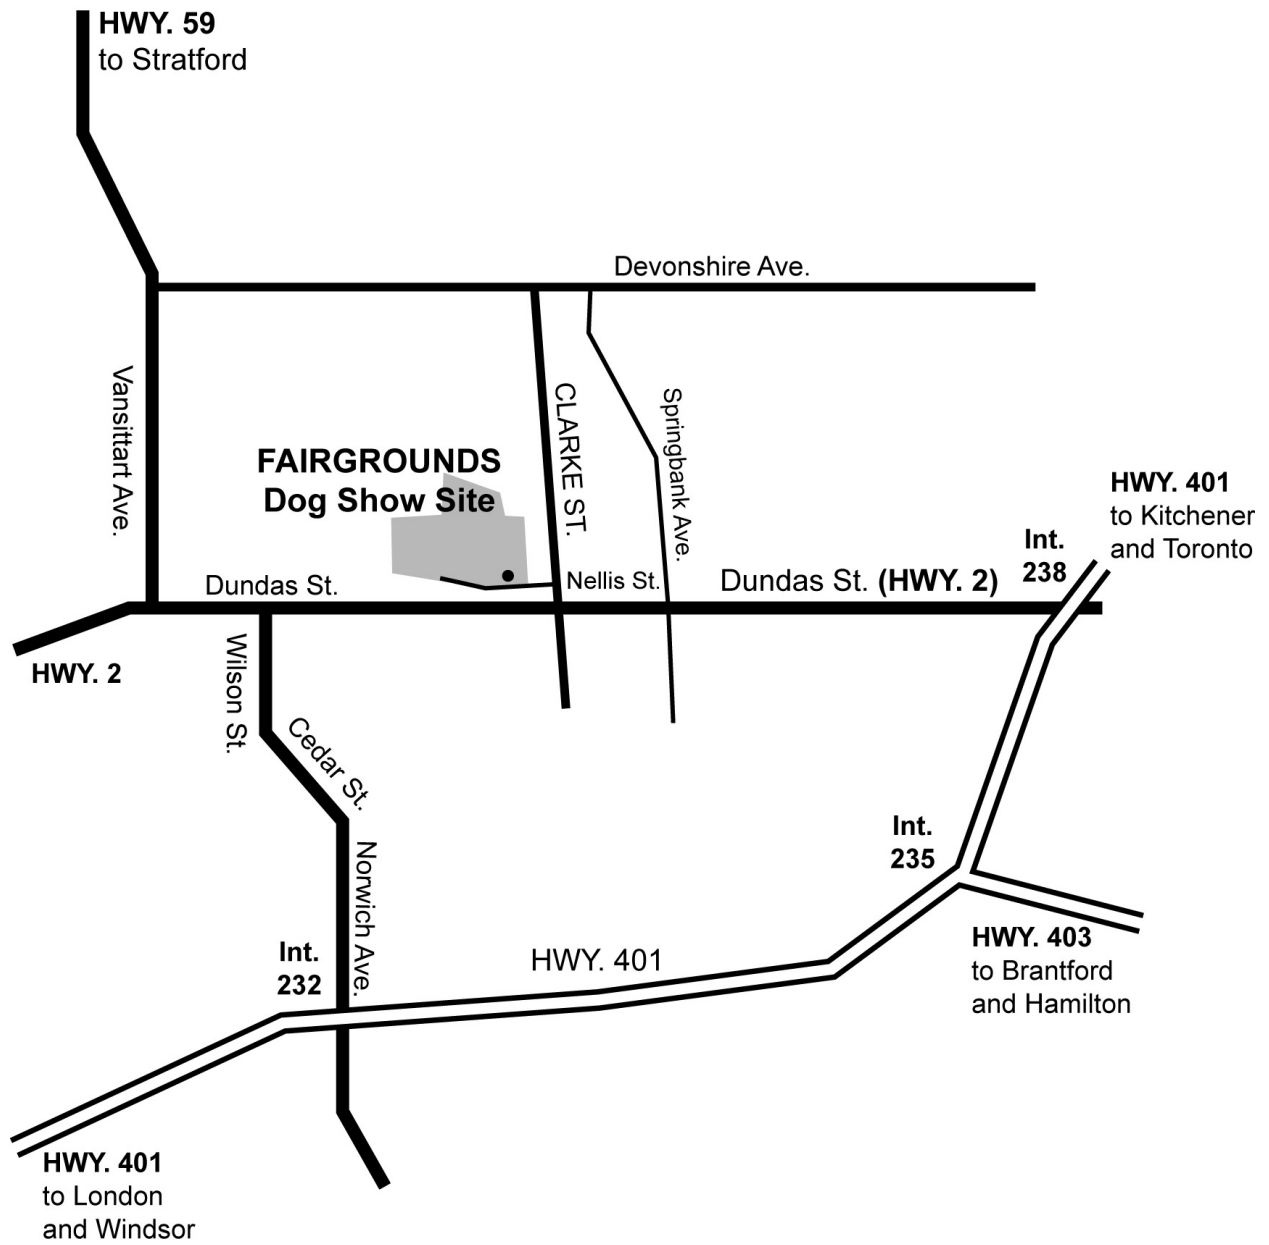 HWY. 59
to Stratford
Devonshire Ave.
Vansittart Ave.
CLARKE ST.
Springbank Ave.
FAIRGROUNDS
Dog Show Site
HWY. 401
to Kitchener
and Toronto
Int.
238
Dundas St.
Nellis St.
Dundas St. (HWY. 2)
HWY. 2
Wilson St.
Cedar St.
Norwich Ave.
Int.
235
Int.
232
HWY. 401
HWY. 403
to Brantford
and Hamilton
HWY. 401
to London
and Windsor